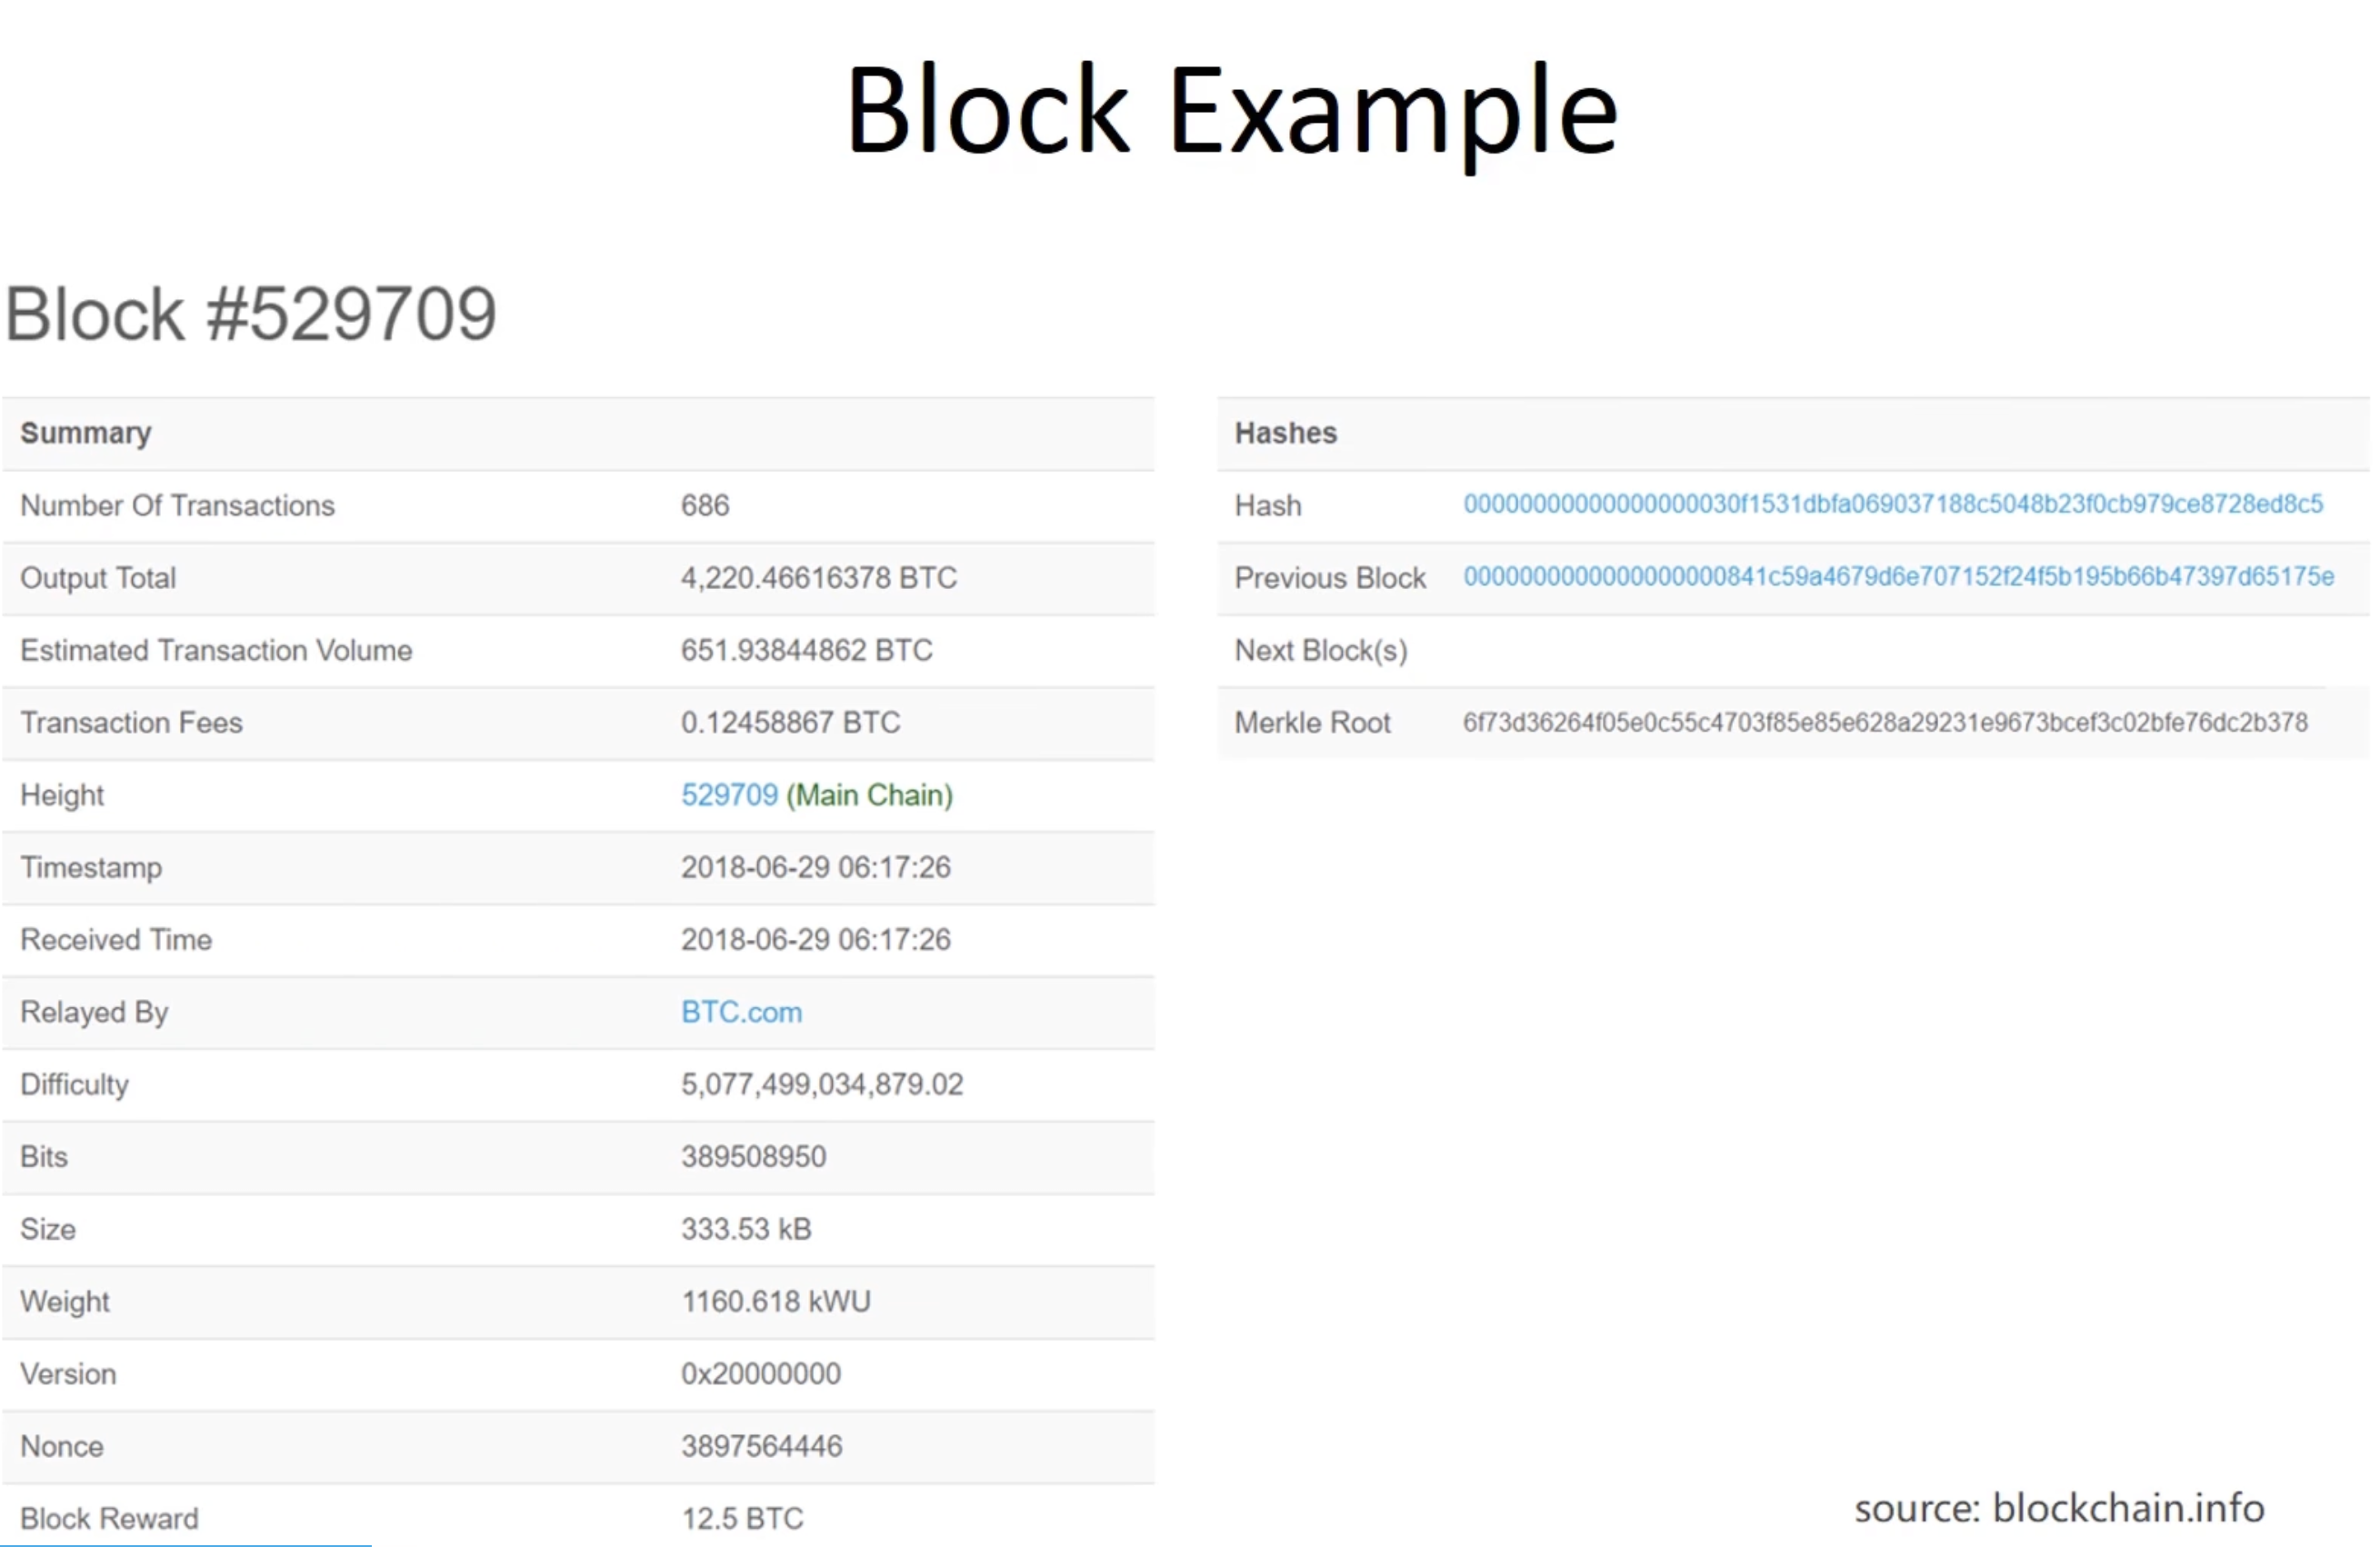 Block Example
Block #529709
Summary
Number Of Transactions 686
Output Total 4,220.46616378 BTC
Estimated Transaction Volume 651.93844862 BTC
Transaction Fees 0.12458867 BTC
Height 529709 (Main Chain)
Timestamp 2018-06-29 06:17:26
Received Time 2018-06-29 06:17:26
Relayed By BTC.com
Difficulty 5,077,499,034,879.02
Bits 389508950
Size 333.53 kB
Weight 1160.618 kWU
Version 0x20000000
Nonce 3897564446
Block Reward 12.5 BTC
Hashes
Hash 00000000000000000030f1531dbfa069037188c5048b23f0cb979ce8728ed8c5
Previous Block 0000000000000000000841c59a4679d6e707152f24f5b195b66b47397d65175e
Next Block(s)
Merkle Root 6f73d36264f05e0c55c4703f85e85e628a29231e9673bcef3c02bfe76dc2b378
source: blockchain.info